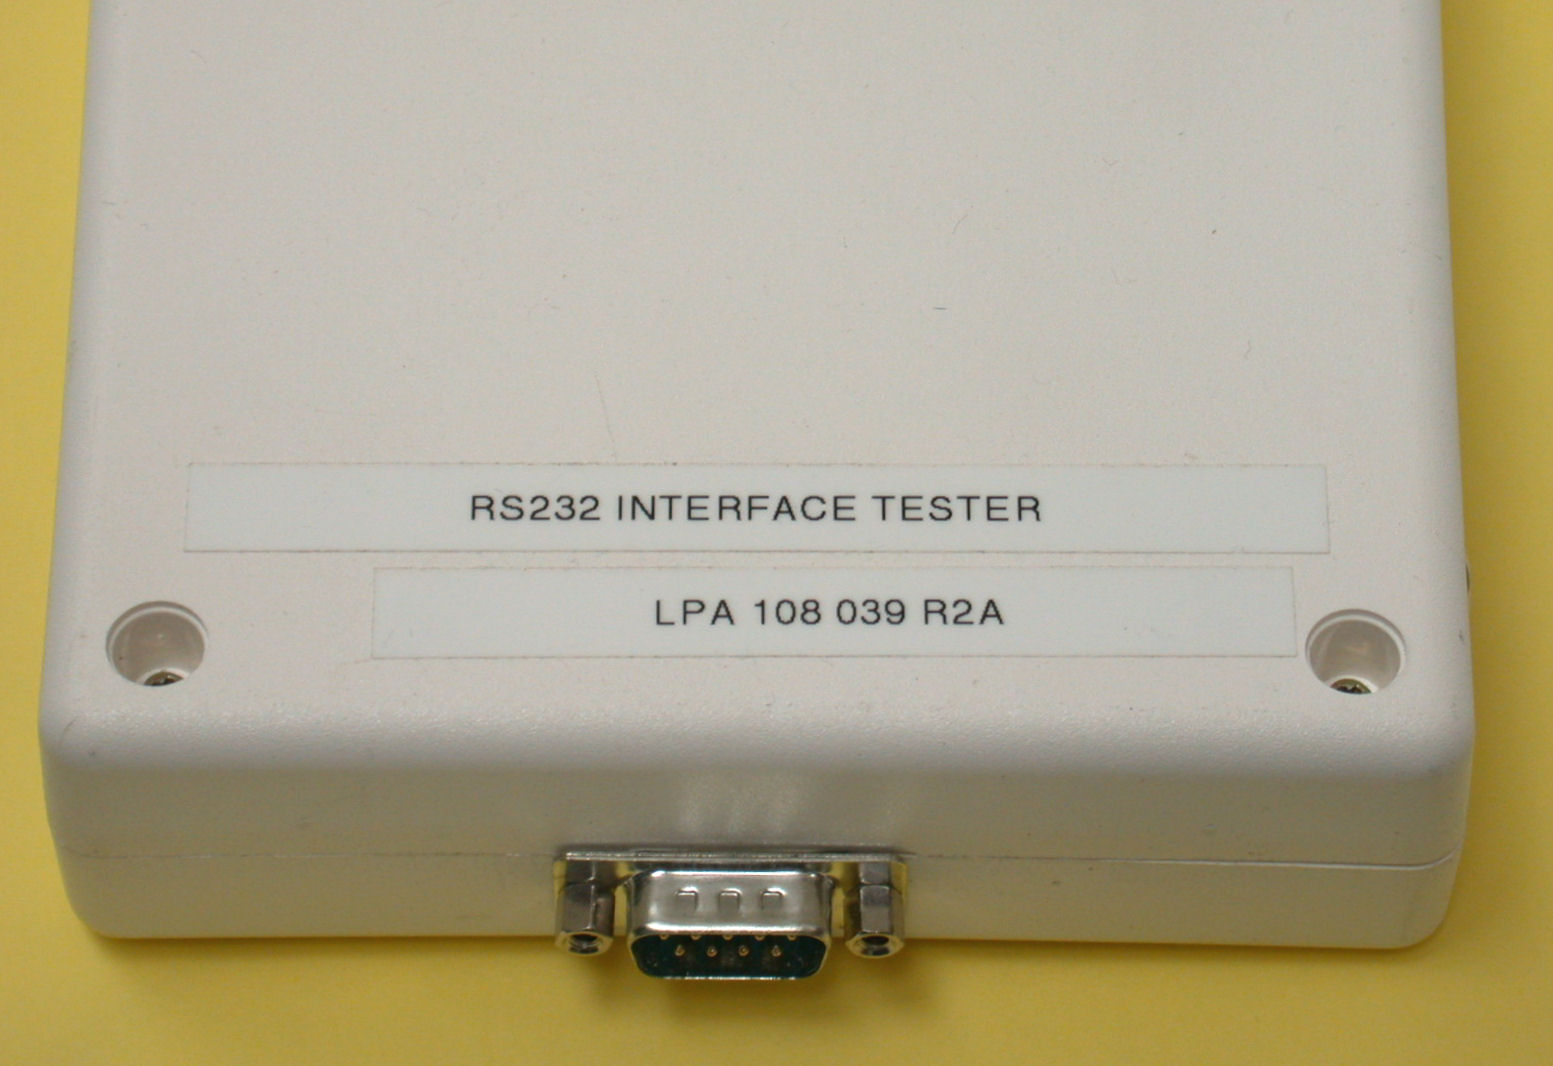 RS232 INTERFACE TESTER
LPA 108 039 R2A